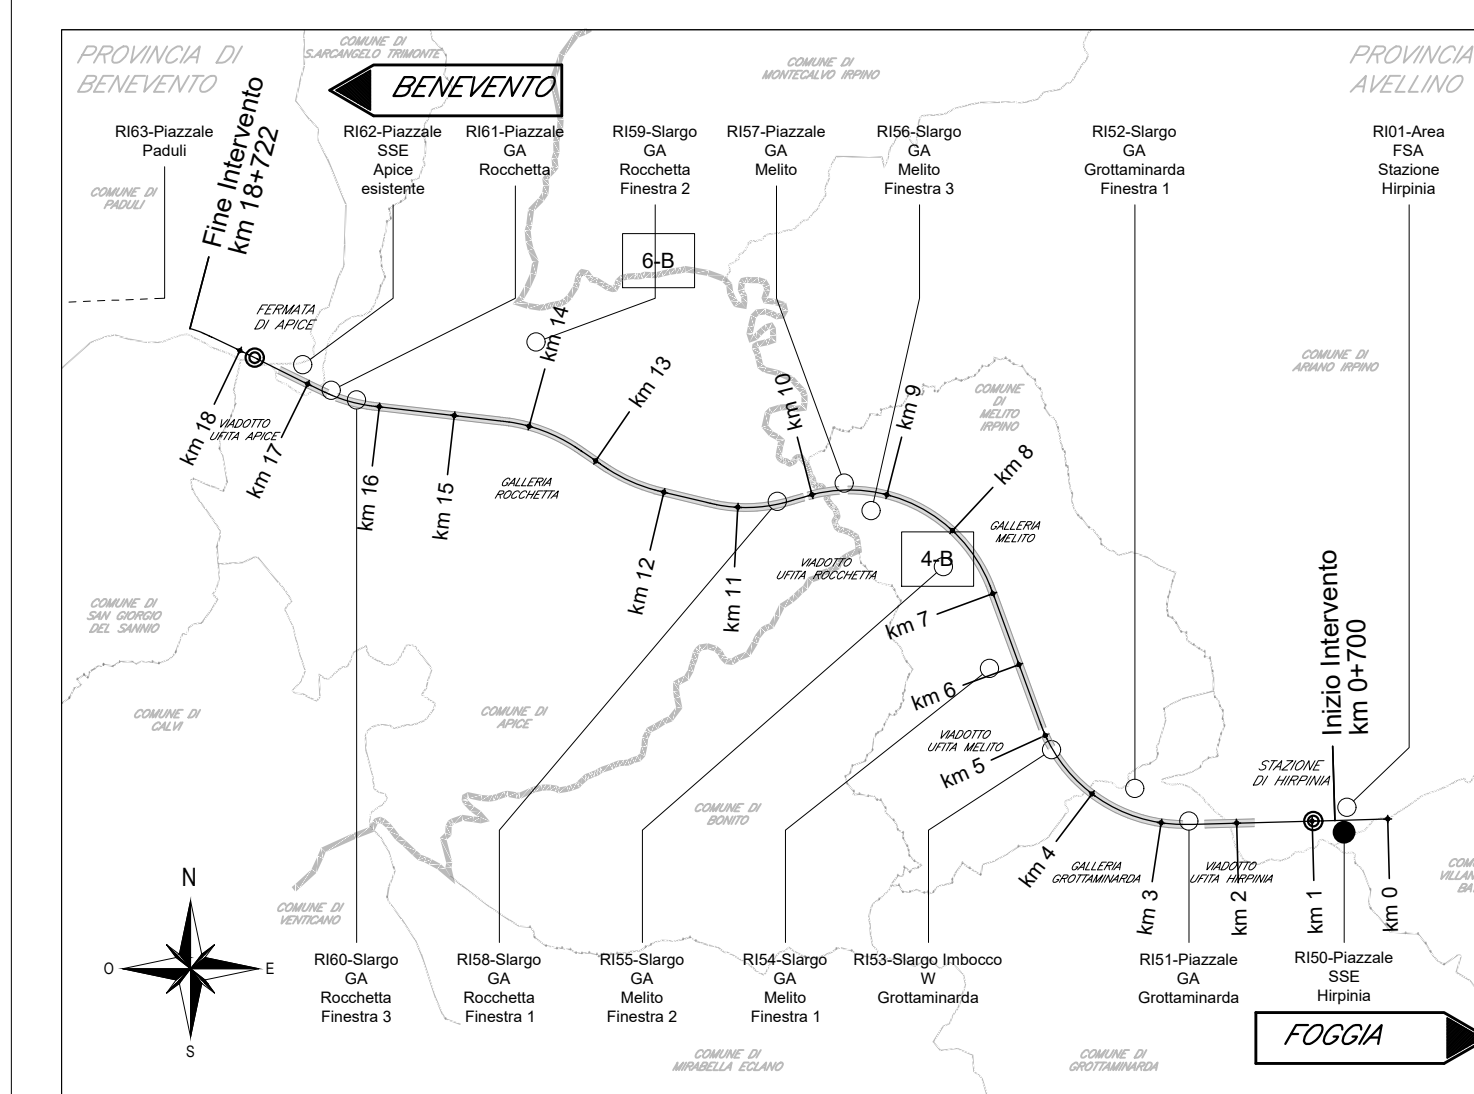 PROVINCIA DI
BENEVENTO
COMUNE DI
S.ARCANGELO TRIMONTE
BENEVENTO
COMUNE DI
MONTECALVO IRPINO
PROVINCIA
AVELLINO
RI63-Piazzale
Paduli
Fine Intervento
km 18+722
RI62-Piazzale
SSE
Apice
esistente
RI61-Piazzale
GA
Rocchetta
RI59-Slargo
GA
Rocchetta
Finestra 2
RI57-Piazzale
GA
Melito
RI56-Slargo
GA
Melito
Finestra 3
RI52-Slargo
GA
Grottaminarda
Finestra 1
RI01-Area
FSA
Stazione
Hirpinia
COMUNE DI
PADULI
6-B
FERMATA
DI APICE
km 14
km 13
km 10
km 9
COMUNE
DI
MELITO
IRPINO
COMUNE DI
ARIANO IRPINO
km 18
VIADOTTO
UFITA APICE
km 17
km 16
km 15
GALLERIA
ROCCHETTA
km 8
GALLERIA
MELITO
km 12
km 11
VIADOTTO
UFITA ROCCHETTA
4-B
km 7
COMUNE DI
SAN GIORGIO
DEL SANNIO
Inizio Intervento
km 0+700
km 6
COMUNE DI
CALVI
COMUNE DI
APICE
VIADOTTO
UFITA MELITO
km 5
STAZIONE
DI HIRPINIA
COMUNE DI
BONITO
km 4
GALLERIA
GROTTAMINARDA
km 3
VIADOTTO
UFITA HIRPINIA
km 2
km 1
km 0
N
O
E
S
COMUNE DI
VENTICANO
RI60-Slargo
GA
Rocchetta
Finestra 3
RI58-Slargo
GA
Rocchetta
Finestra 1
RI55-Slargo
GA
Melito
Finestra 2
RI54-Slargo
GA
Melito
Finestra 1
RI53-Slargo Imbocco
W
Grottaminarda
RI51-Piazzale
GA
Grottaminarda
RI50-Piazzale
SSE
Hirpinia
FOGGIA
COMUNE DI
MIRABELLA ECLANO
COMUNE DI
GROTTAMINARDA